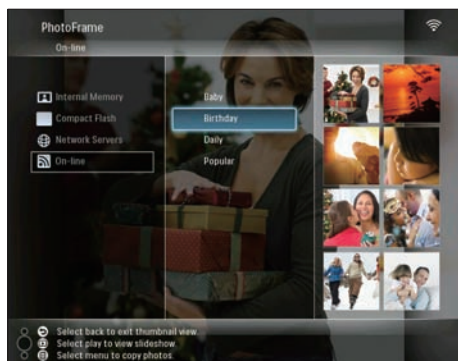 PhotoFrame
On-line
Internal Memory
Compact Flash
Network Servers
On-line
Baby
Birthday
Daily
Popular
Select back to exit thumbnail view.
Select play to view slideshow.
Select menu to copy photos.